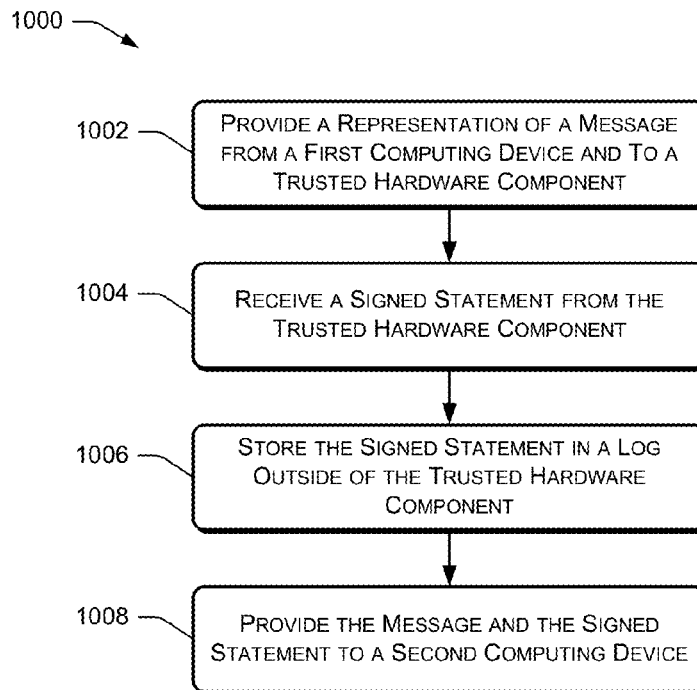 1000
1002
PROVIDE A REPRESENTATION OF A MESSAGE
FROM A FIRST COMPUTING DEVICE AND TO A
TRUSTED HARDWARE COMPONENT
1004
RECEIVE A SIGNED STATEMENT FROM THE
TRUSTED HARDWARE COMPONENT
1006
STORE THE SIGNED STATEMENT IN A LOG
OUTSIDE OF THE TRUSTED HARDWARE
COMPONENT
1008
PROVIDE THE MESSAGE AND THE SIGNED
STATEMENT TO A SECOND COMPUTING DEVICE